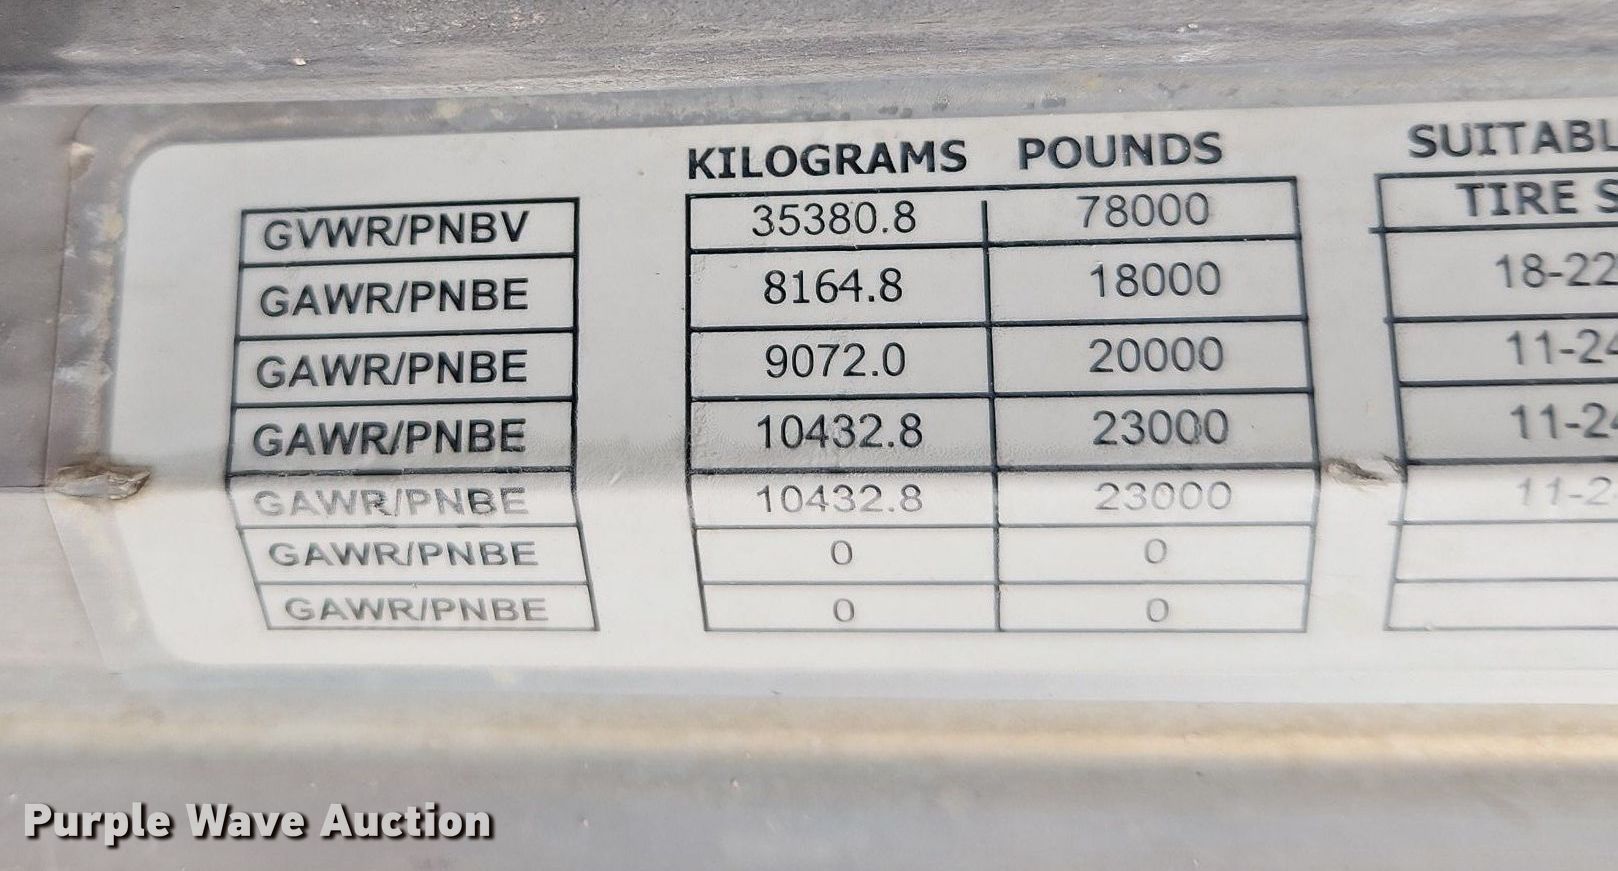 KILOGRAMS POUNDS SUITABL
GVWR/PNBV 35380.8 78000 TIRE S
GAWR/PNBE 8164.8 18000 18-22
GAWR/PNBE 9072.0 20000 11-24
GAWR/PNBE 10432.8 23000 11-24
GAWR/PNBE 10432.8 23000 11-2
GAWR/PNBE 0 0
GAWR/PNBE 0 0
Purple Wave Auction